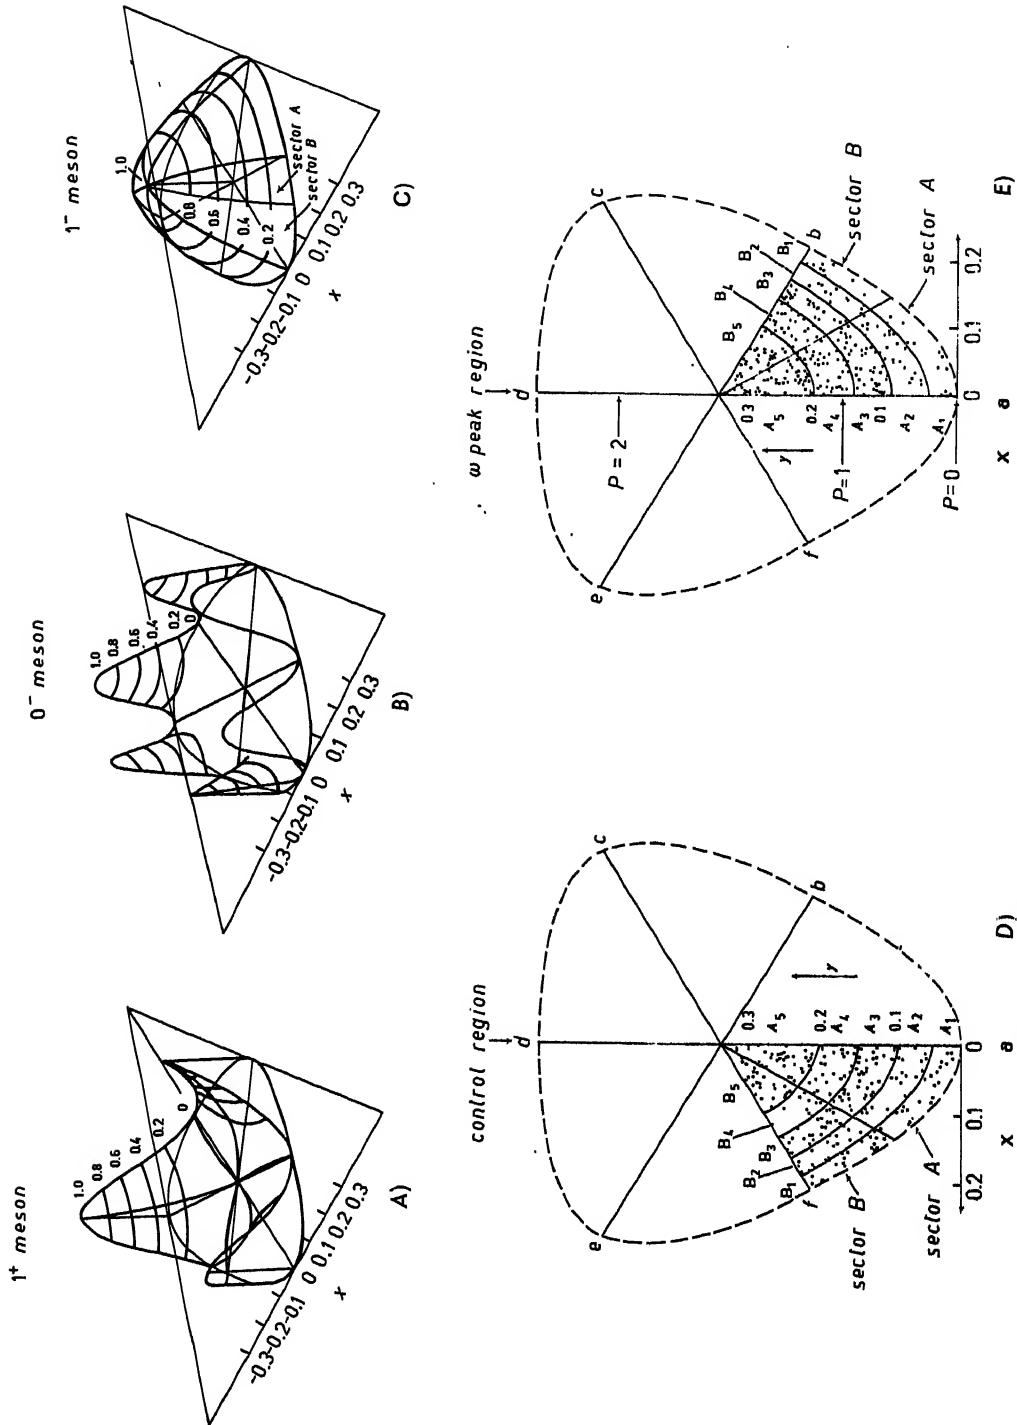 1⁺ meson
1.0
0.8
0.6
0.4
0.2
0
-0.3-0.2-0.1 0 0.1 0.2 0.3
x
A)
0⁻ meson
1.0
0.8
0.6
0.4
0.2
0
-0.3-0.2-0.1 0 0.1 0.2 0.3
x
B)
1⁻ meson
1.0
0.8
0.6
0.4
0.2
sector A
sector B
-0.3-0.2-0.1 0 0.1 0.2 0.3
x
C)
control region
d
e
c
f
b
y
0.3
A5
0.2
A4
A3
0.1
A2
A1
B5
B4
B3
B2
B1
sector B
sector A
0.2 0.1 0
x a
D)
ω peak region
d
e
c
f
b
P = 2
P=1
P=0
y
0.3
A5
0.2
A4
A3
0.1
A2
A1
B5
B4
B3
B2
B1
sector B
sector A
0 0.1 0.2
x a
E)